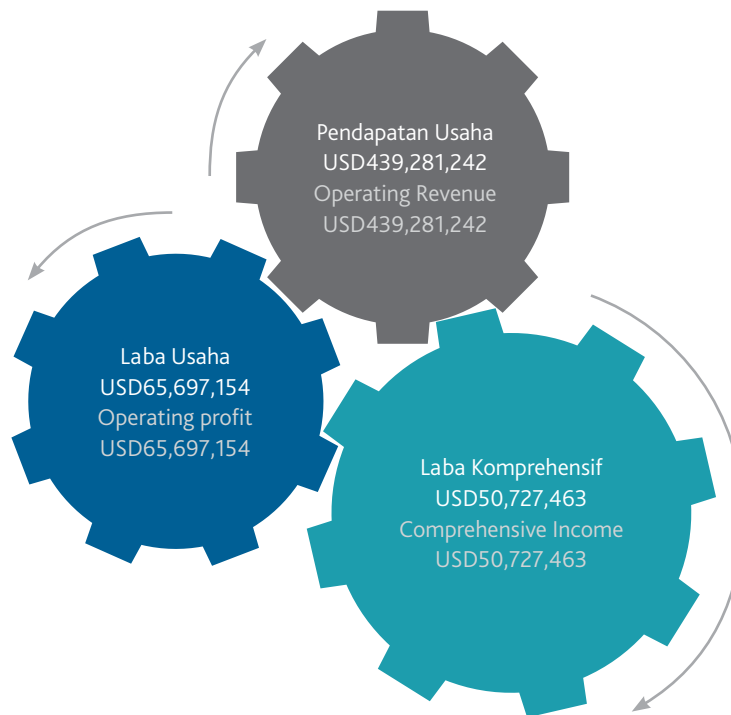 Pendapatan Usaha
USD439,281,242
Operating Revenue
USD439,281,242
Laba Usaha
USD65,697,154
Operating profit
USD65,697,154
Laba Komprehensif
USD50,727,463
Comprehensive Income
USD50,727,463